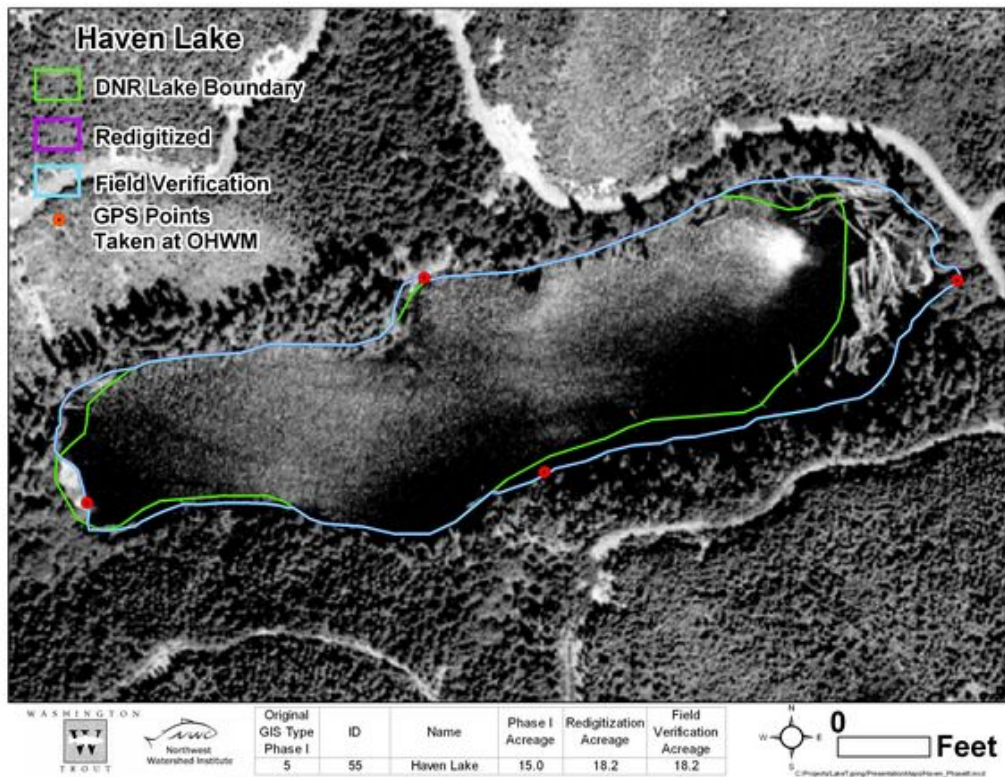 Haven Lake
DNR Lake Boundary
Redigitized
Field Verification
GPS Points
Taken at OHWM
WASHINGTON
W
TROUT
Northwest
Watershed Institute
Original
GIS Type
Phase I
ID
Name
Phase I
Acreage
Redigitization
Acreage
Field
Verification
Acreage
5
55
Haven Lake
15.0
18.2
18.2
N
W
E
S
0
Feet